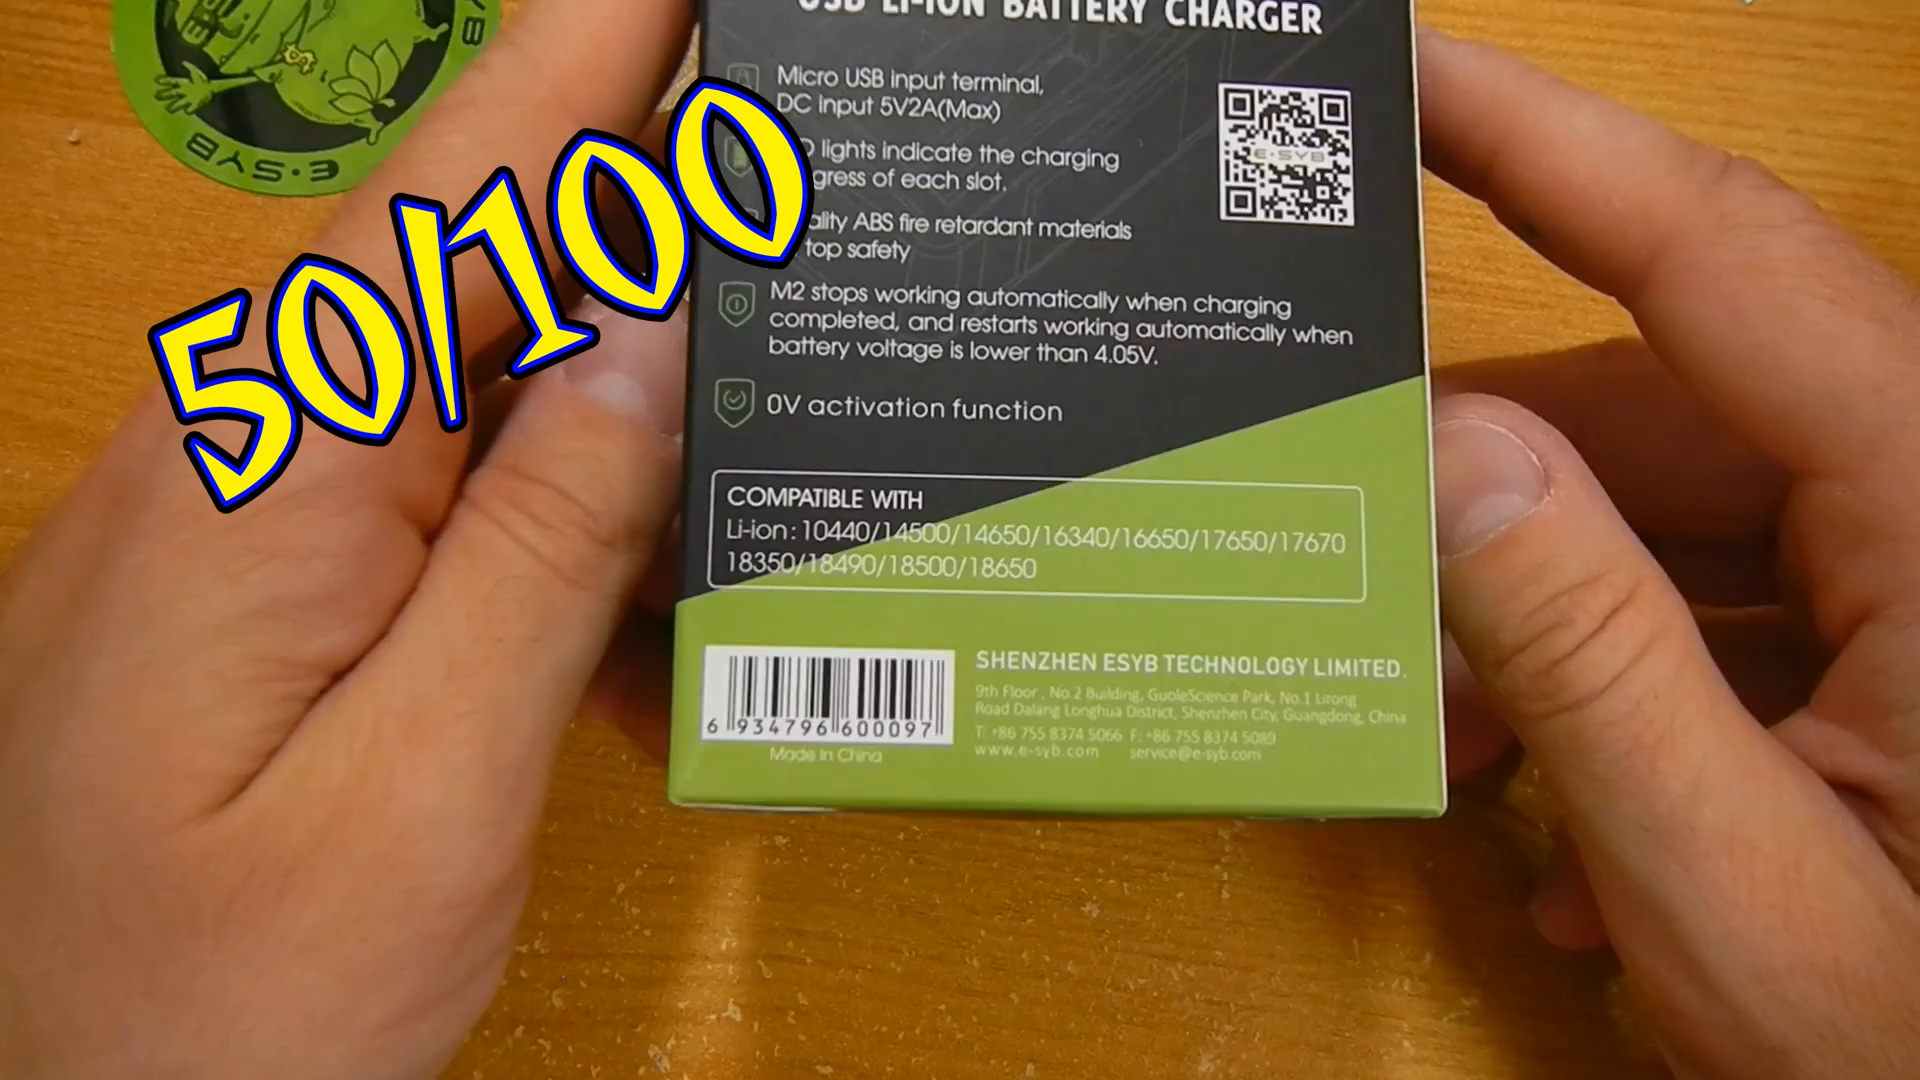 USB LI-ION BATTERY CHARGER
Micro USB input terminal,
DC input 5V2A(Max)
lights indicate the charging
of each slot.
ABS fire retardant materials
top safety
M2 stops working automatically when charging
completed, and restarts working automatically when
battery voltage is lower than 4.05V.
0V activation function
COMPATIBLE WITH
Li-ion : 10440/14500/14650/16340/16650/17650/17670
18350/18490/18500/18650
SHENZHEN ESYB TECHNOLOGY LIMITED.
9th Floor , No.2 Building, GuoleScience Park, No.1 Lirong
Road Dalang Longhua District, Shenzhen City, Guangdong, China
T: +86 755 8374 5066 F: +86 755 8374 5089
www.e-syb.com service@e-syb.com
6 934796 600097
Made In China
E·SYB
E·SYB
50/100